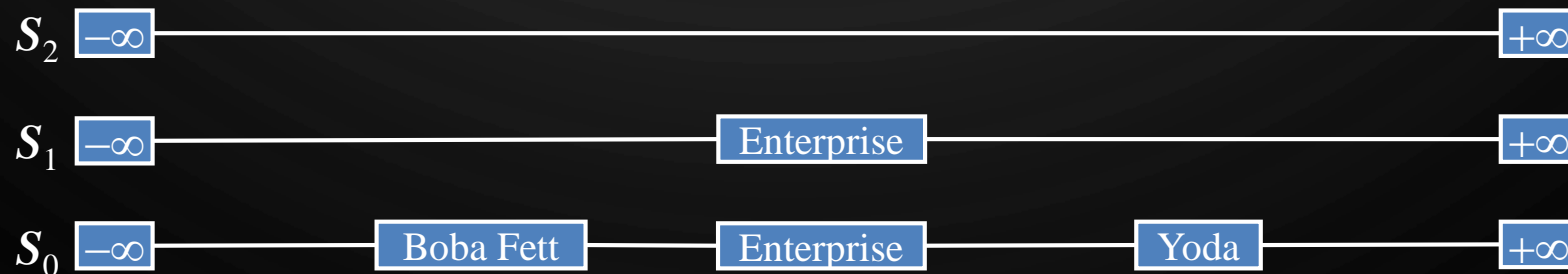 S₂ −∞ +∞
S₁ −∞ Enterprise +∞
S₀ −∞ Boba Fett Enterprise Yoda +∞